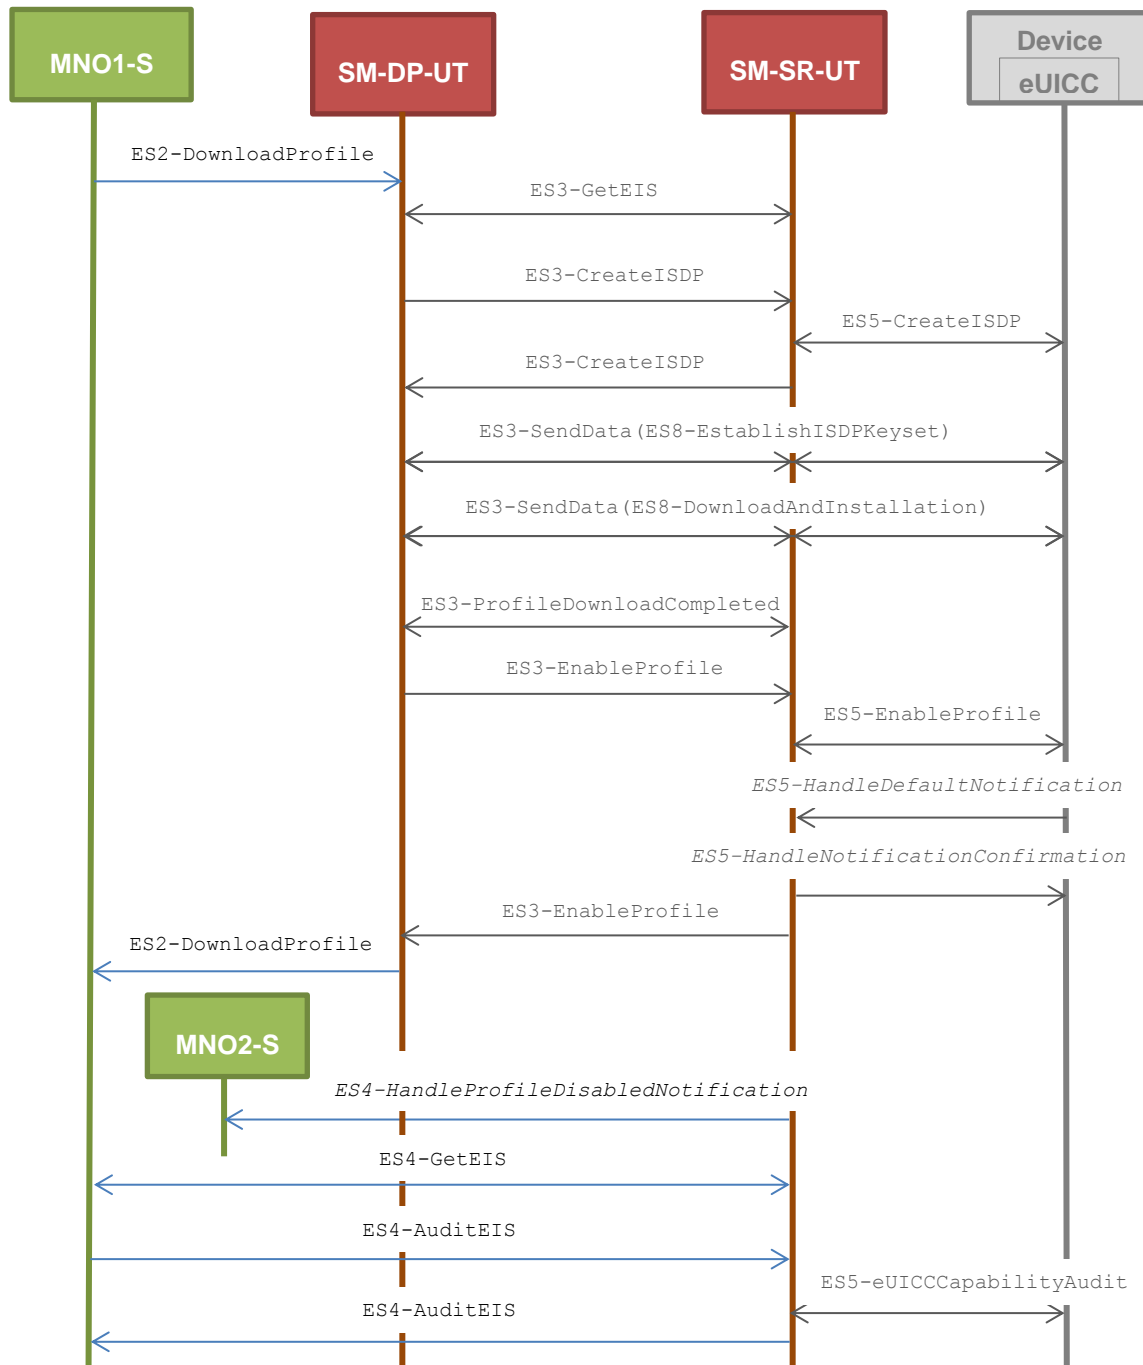 MNO1-S
SM-DP-UT
SM-SR-UT
Device
eUICC
ES2-DownloadProfile
ES3-GetEIS
ES3-CreateISDP
ES5-CreateISDP
ES3-CreateISDP
ES3-SendData(ES8-EstablishISDPKeyset)
ES3-SendData(ES8-DownloadAndInstallation)
ES3-ProfileDownloadCompleted
ES3-EnableProfile
ES5-EnableProfile
ES5-HandleDefaultNotification
ES5-HandleNotificationConfirmation
ES3-EnableProfile
ES2-DownloadProfile
MNO2-S
ES4-HandleProfileDisabledNotification
ES4-GetEIS
ES4-AuditEIS
ES5-eUICCCapabilityAudit
ES4-AuditEIS